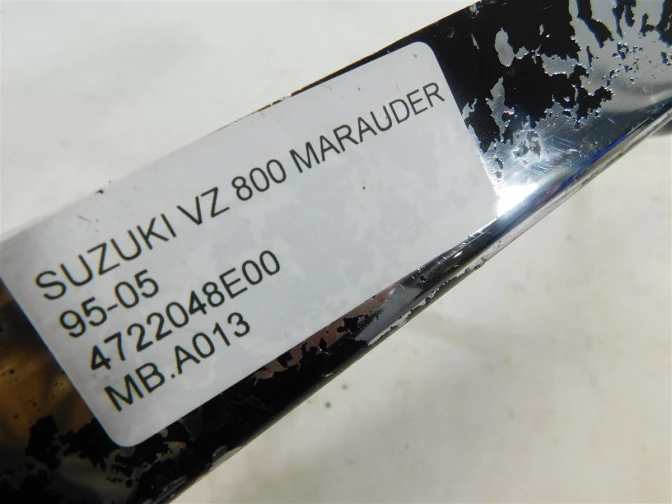 SUZUKI VZ 800 MARAUDER
95-05
4722048E00
MB.A013